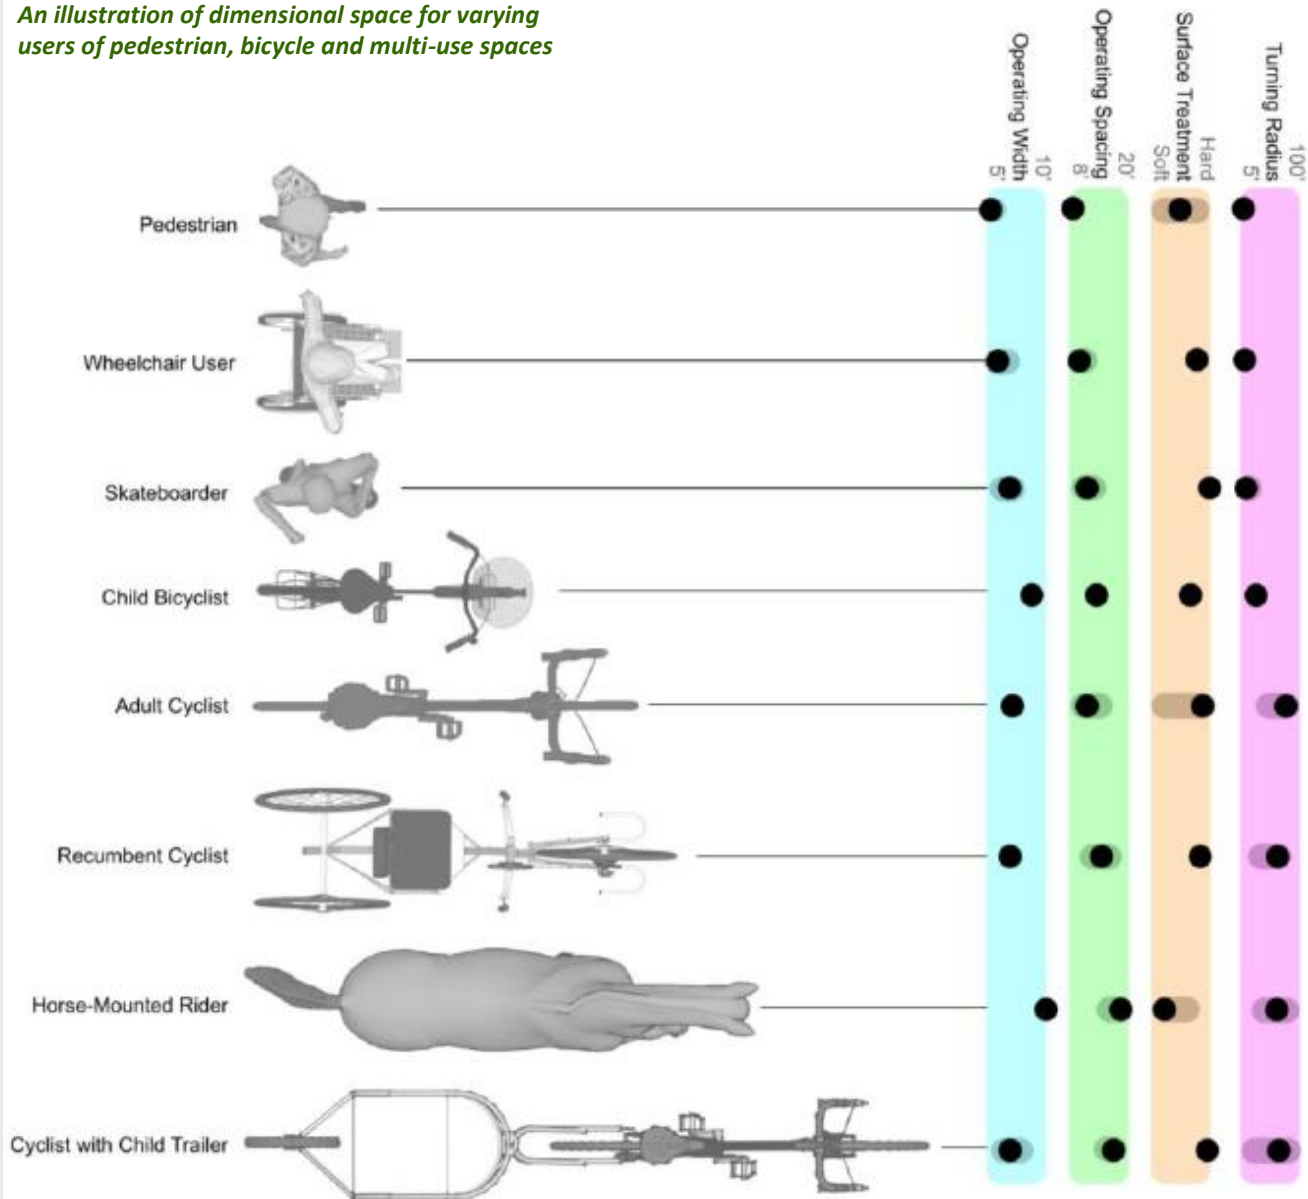 An illustration of dimensional space for varying
users of pedestrian, bicycle and multi-use spaces
Operating Width
5'
10'
Operating Spacing
8'
20'
Surface Treatment
Soft
Hard
Turning Radius
5'
100'
Pedestrian
Wheelchair User
Skateboarder
Child Bicyclist
Adult Cyclist
Recumbent Cyclist
Horse-Mounted Rider
Cyclist with Child Trailer